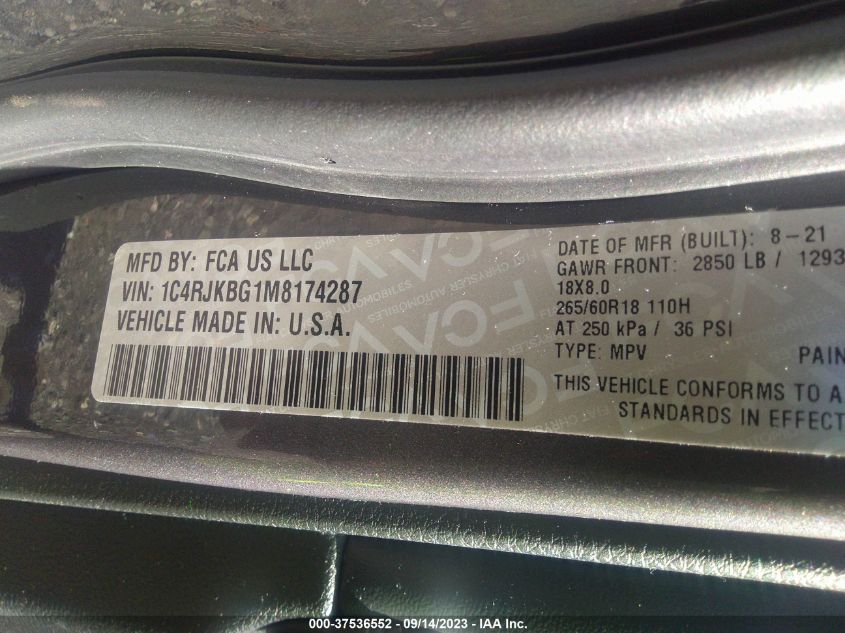 MFD BY: FCA US LLC
VIN: 1C4RJKBG1M8174287
VEHICLE MADE IN: U.S.A.
DATE OF MFR (BUILT): 8-21
GAWR FRONT: 2850 LB / 1293
18X8.0
265/60R18 110H
AT 250 kPa / 36 PSI
TYPE: MPV PAIN
THIS VEHICLE CONFORMS TO A
STANDARDS IN EFFECT
000-37536552 - 09/14/2023 - IAA Inc.